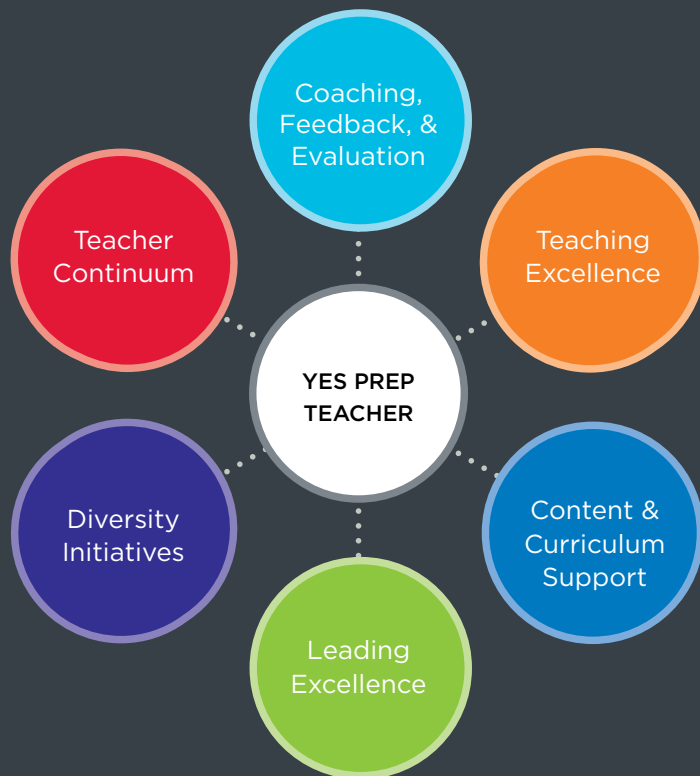 Coaching,
Feedback, &
Evaluation
Teacher
Continuum
Teaching
Excellence
YES PREP
TEACHER
Diversity
Initiatives
Content &
Curriculum
Support
Leading
Excellence